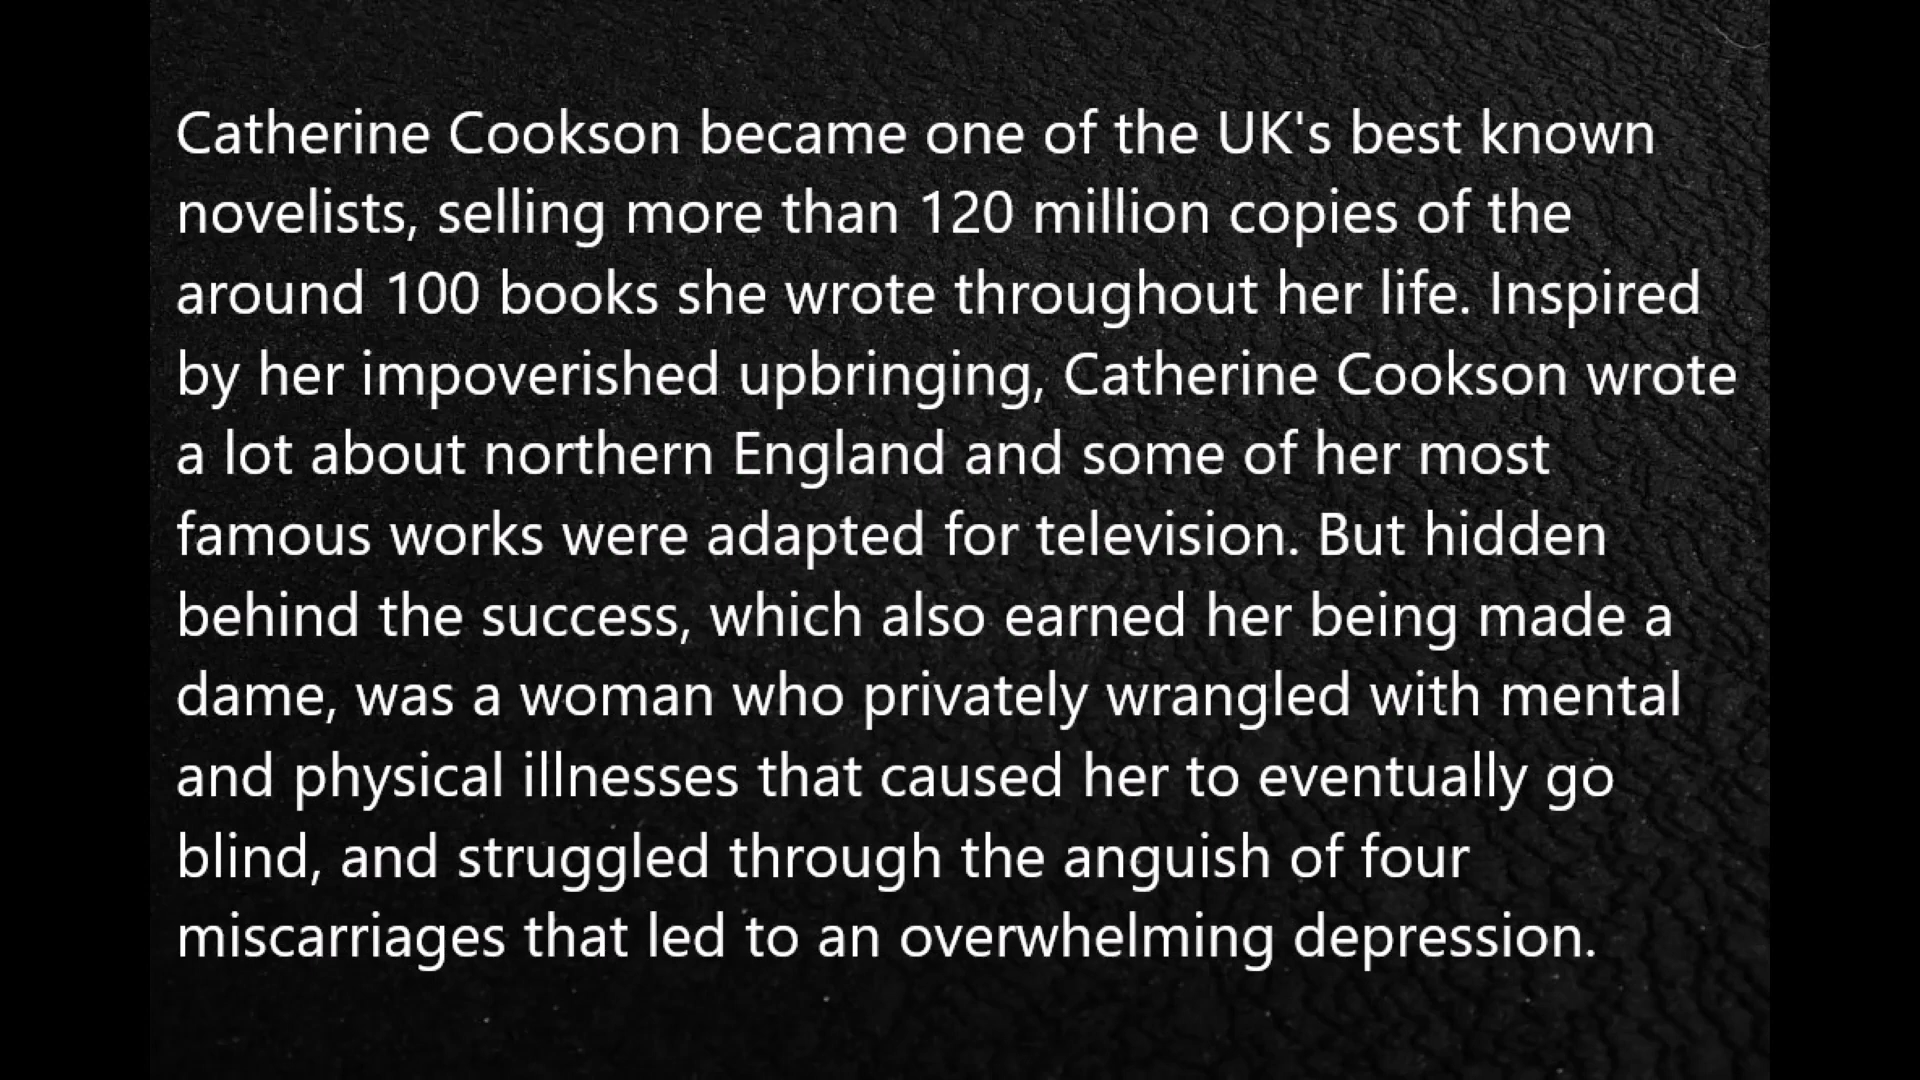 Catherine Cookson became one of the UK's best known
novelists, selling more than 120 million copies of the
around 100 books she wrote throughout her life. Inspired
by her impoverished upbringing, Catherine Cookson wrote
a lot about northern England and some of her most
famous works were adapted for television. But hidden
behind the success, which also earned her being made a
dame, was a woman who privately wrangled with mental
and physical illnesses that caused her to eventually go
blind, and struggled through the anguish of four
miscarriages that led to an overwhelming depression.